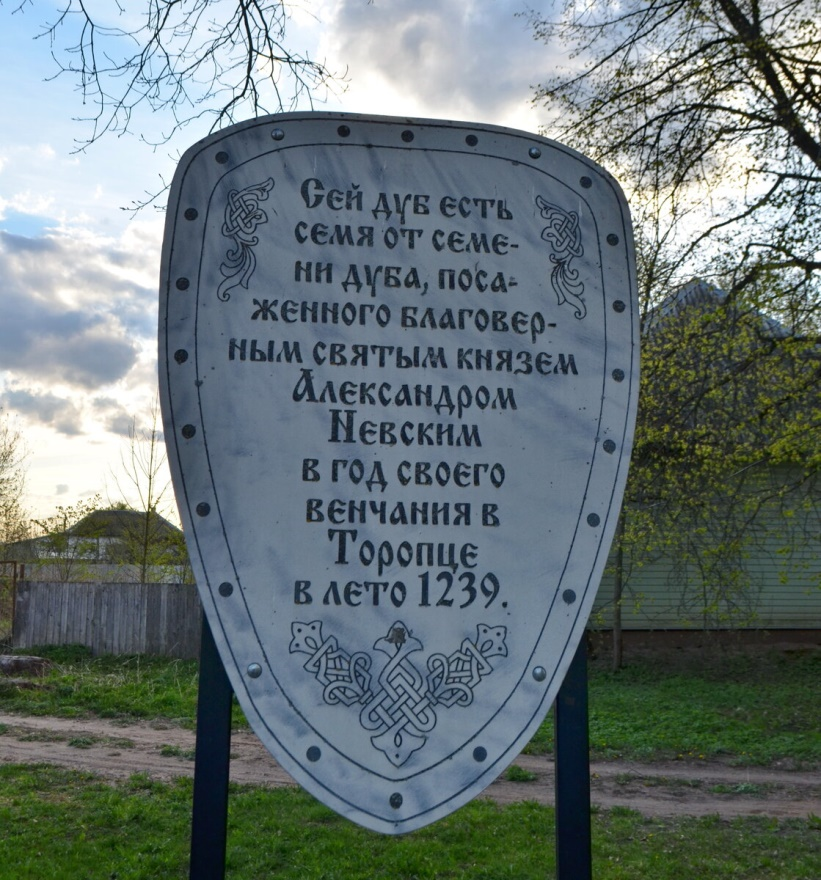 Сей дуб есть
семя от семе-
ни дуба, поса-
женного благовер-
ным святым князем
Александром
Невским
в год своего
венчания в
Торопце
в лето 1239.